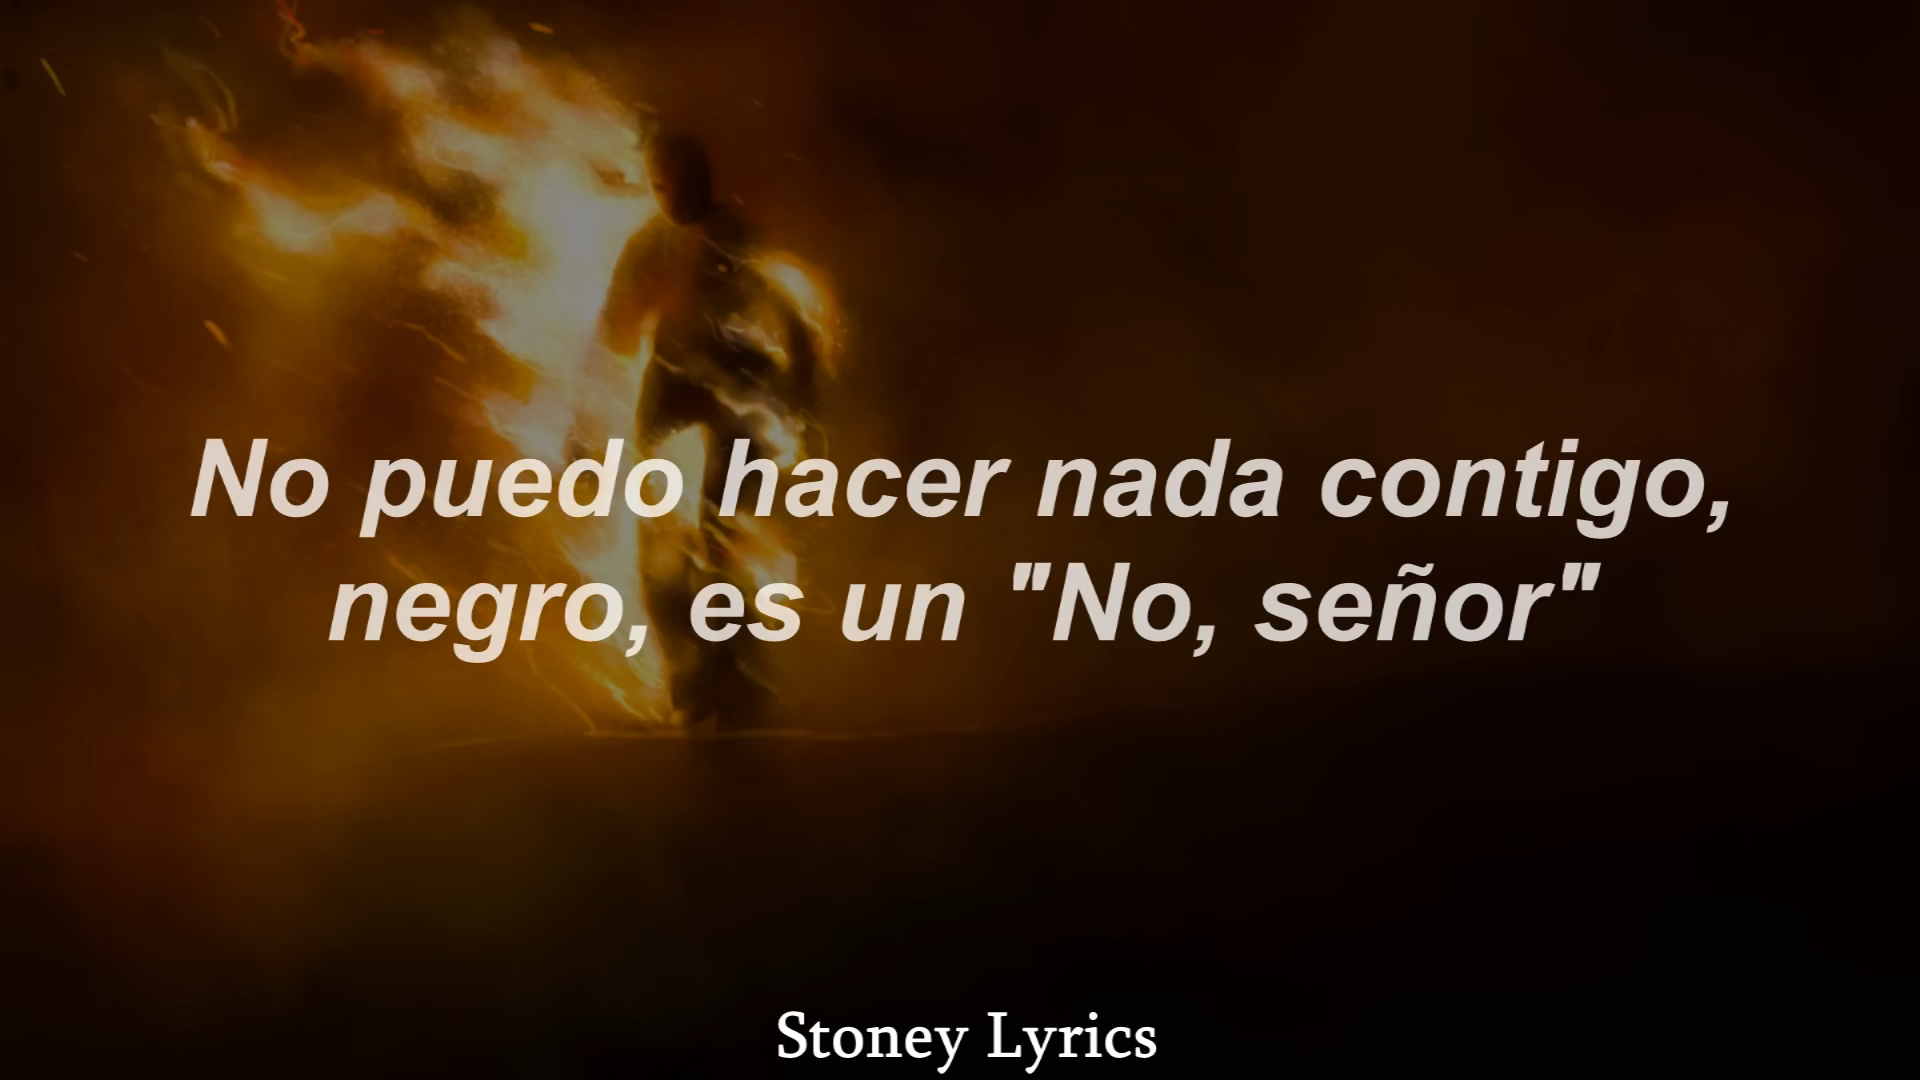 No puedo hacer nada contigo,
negro, es un "No, señor"
Stoney Lyrics